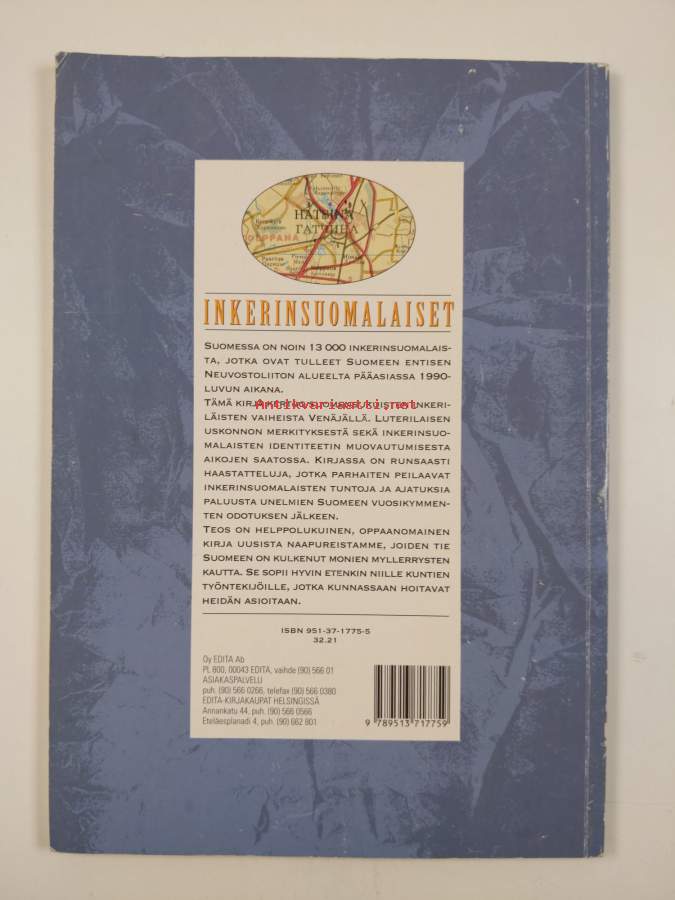 HATSINA
ГАТЧИНА
INKERINSUOMALAISET
SUOMESSA ON NOIN 13 000 INKERINSUOMALAIS-
TA, JOTKA OVAT TULLEET SUOMEEN ENTISEN
NEUVOSTOLIITON ALUEELTA PÄÄASIASSA 1990-
LUVUN AIKANA.
TÄMÄ KIRJA KERTOO INKERI-
Antikvariaatti.net
LÄISTEN VAIHEISTA VENÄJÄLLÄ. LUTERILAISEN
USKONNON MERKITYKSESTÄ SEKÄ INKERINSUO-
MALAISTEN IDENTITEETIN MUOVAUTUMISESTA
AIKOJEN SAATOSSA. KIRJASSA ON RUNSAASTI
HAASTATTELUJA, JOTKA PARHAITEN PEILAAVAT
INKERINSUOMALAISTEN TUNTOJA JA AJATUKSIA
PALUUSTA UNELMIEN SUOMEEN VUOSIKYMMEN-
TEN ODOTUKSEN JÄLKEEN.
TEOS ON HELPPOLUKUINEN, OPPAANOMAINEN
KIRJA UUSISTA NAAPUREISTAMME, JOIDEN TIE
SUOMEEN ON KULKENUT MONIEN MYLLERRYSTEN
KAUTTA. SE SOPII HYVIN ETENKIN NIILLE KUNTIEN
TYÖNTEKIJÖILLE, JOTKA KUNNASSAAN HOITAVAT
HEIDÄN ASIOITAAN.
ISBN 951-37-1775-5
32.21
Oy EDITA Ab
PL 800, 00043 EDITA, vaihde (90) 566 01
ASIAKASPALVELU
puh. (90) 566 0266, telefax (90) 566 0380
EDITA-KIRJAKAUPAT HELSINGISSÄ
Annankatu 44, puh. (90) 566 0566
Eteläesplanadi 4, puh. (90) 662 801
9 789513 717759